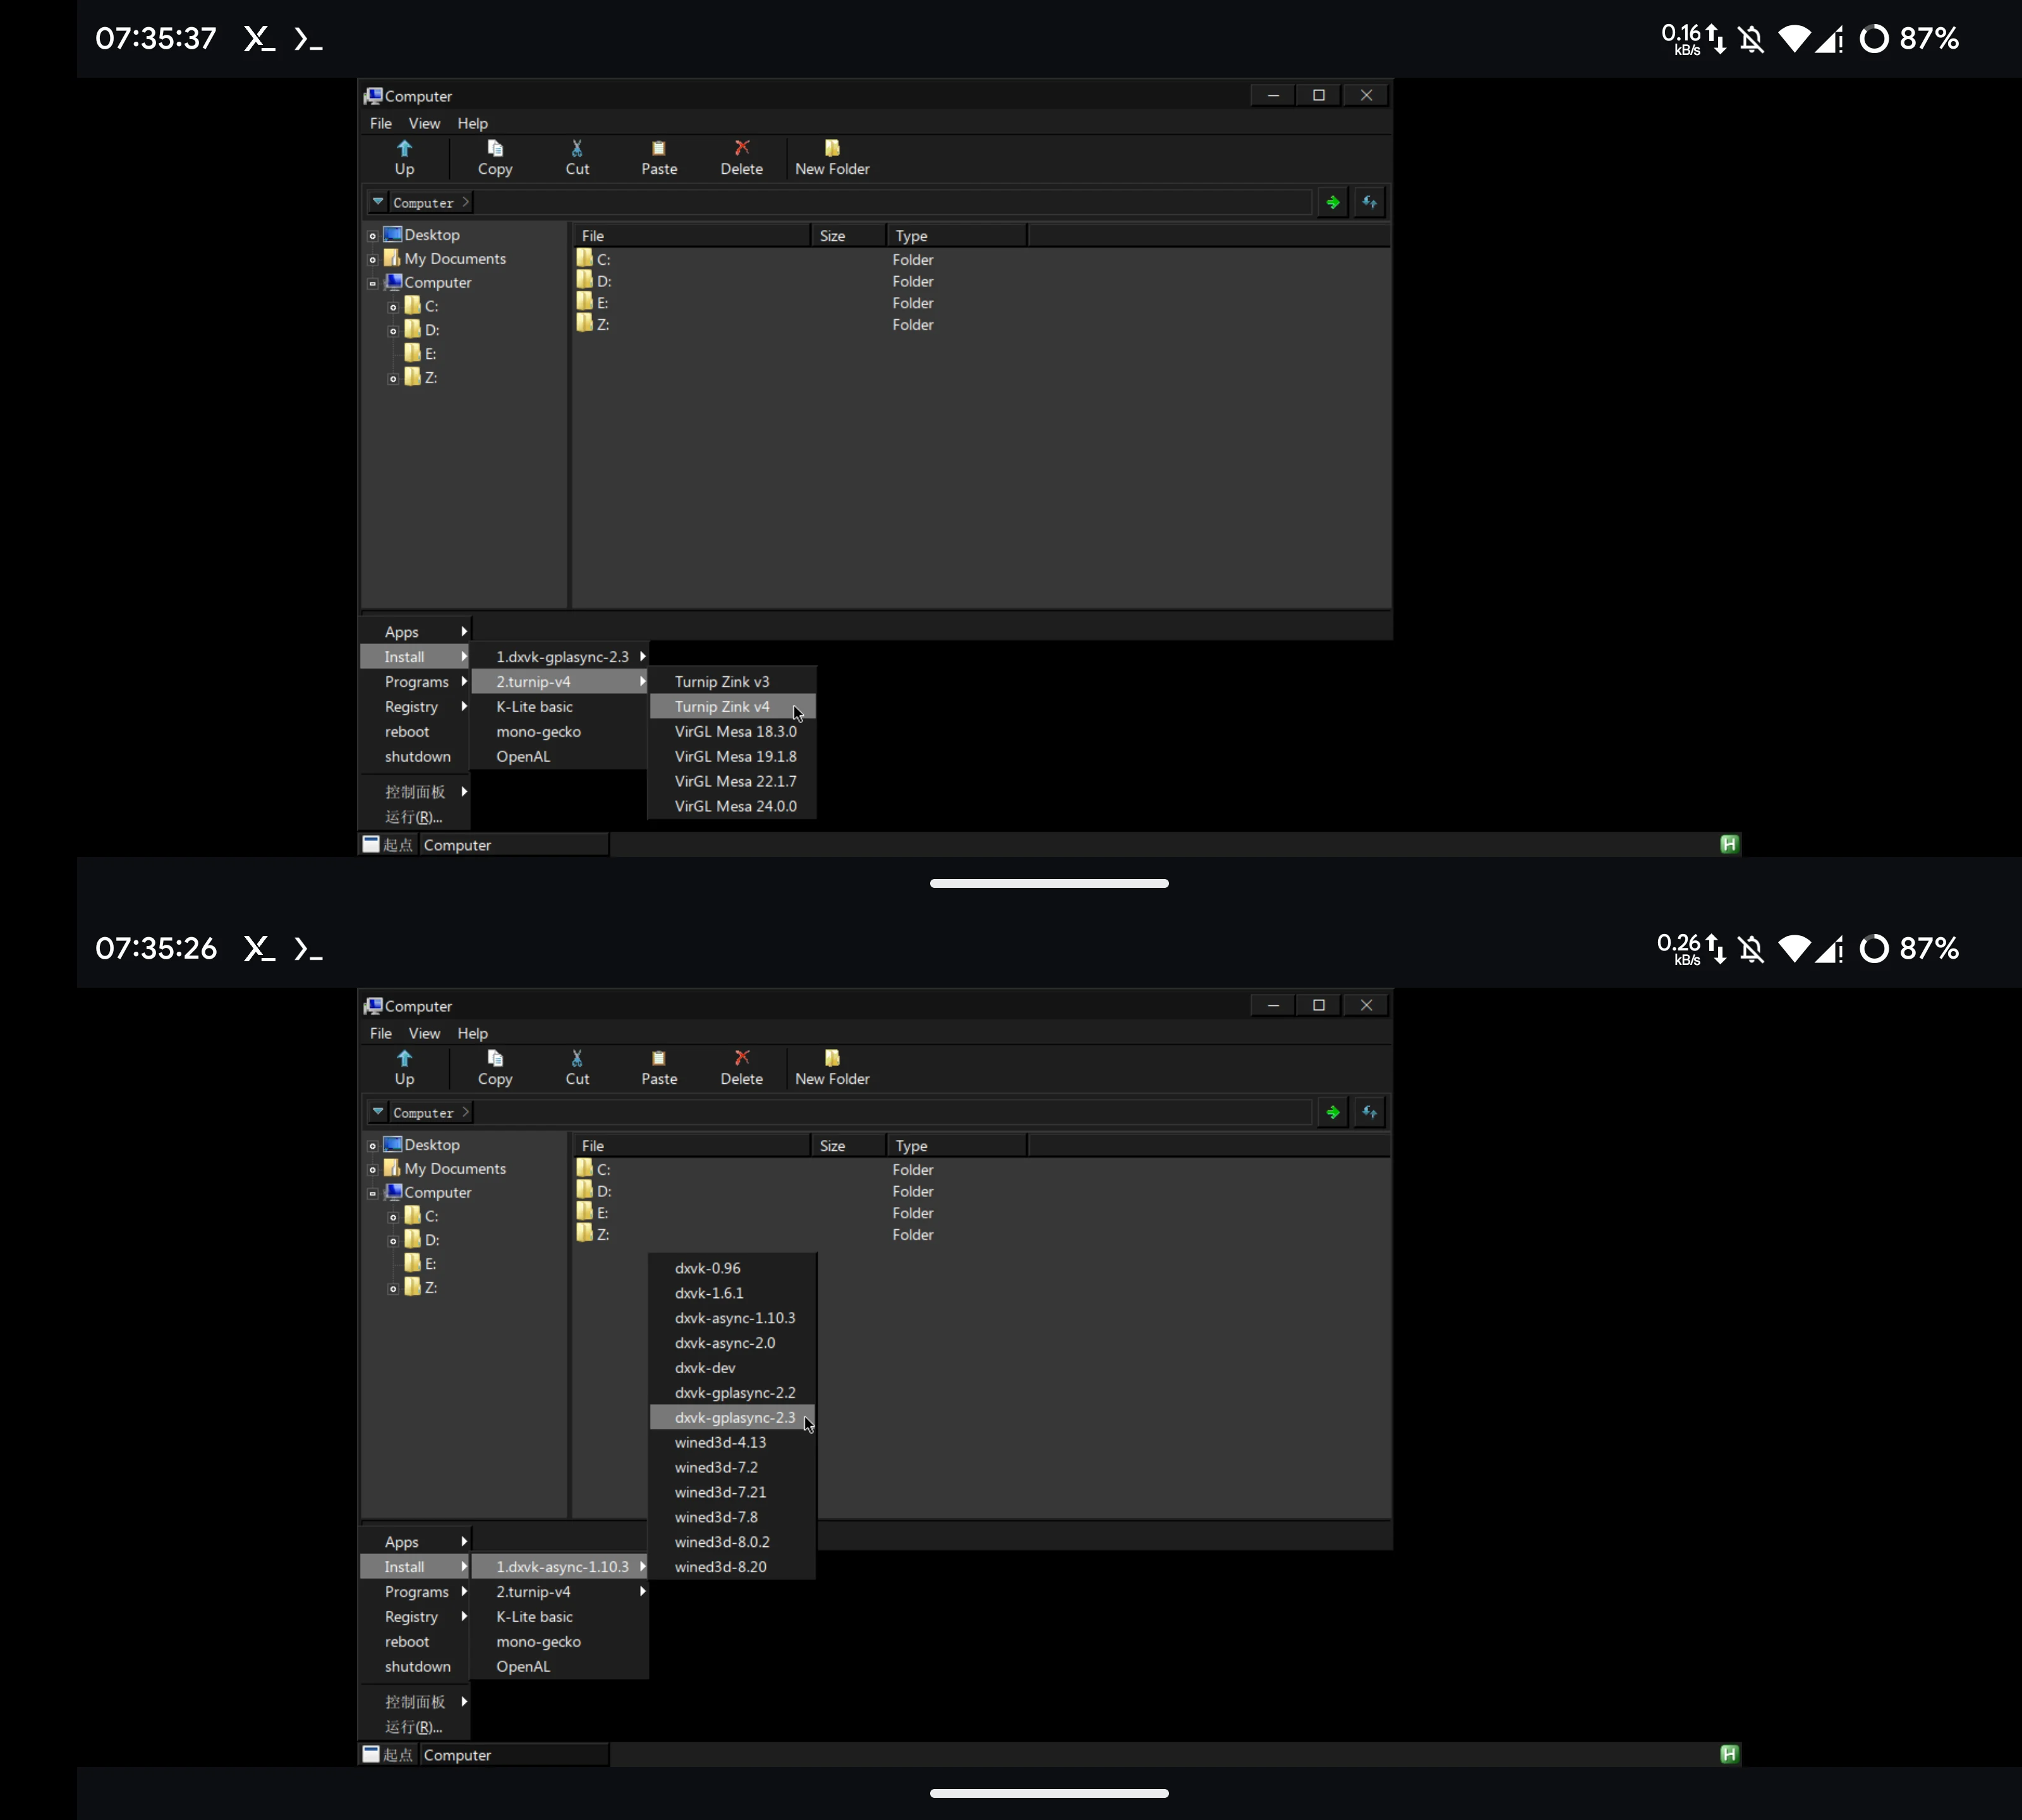 07:35:37
0.16 kB/s 87%
Computer
File View Help
Up Copy Cut Paste Delete New Folder
Computer
Desktop
My Documents
Computer
C:
D:
E:
Z:
File Size Type
C: Folder
D: Folder
E: Folder
Z: Folder
Apps
Install
Programs
Registry
reboot
shutdown
控制面板
运行(R)...
1.dxvk-gplasync-2.3
2.turnip-v4
K-Lite basic
mono-gecko
OpenAL
Turnip Zink v3
Turnip Zink v4
VirGL Mesa 18.3.0
VirGL Mesa 19.1.8
VirGL Mesa 22.1.7
VirGL Mesa 24.0.0
起点 Computer H
07:35:26
0.26 kB/s 87%
Computer
File View Help
Up Copy Cut Paste Delete New Folder
Computer
Desktop
My Documents
Computer
C:
D:
E:
Z:
File Size Type
C: Folder
D: Folder
E: Folder
Z: Folder
dxvk-0.96
dxvk-1.6.1
dxvk-async-1.10.3
dxvk-async-2.0
dxvk-dev
dxvk-gplasync-2.2
dxvk-gplasync-2.3
wined3d-4.13
wined3d-7.2
wined3d-7.21
wined3d-7.8
wined3d-8.0.2
wined3d-8.20
Apps
Install
Programs
Registry
reboot
shutdown
控制面板
运行(R)...
1.dxvk-async-1.10.3
2.turnip-v4
K-Lite basic
mono-gecko
OpenAL
起点 Computer H